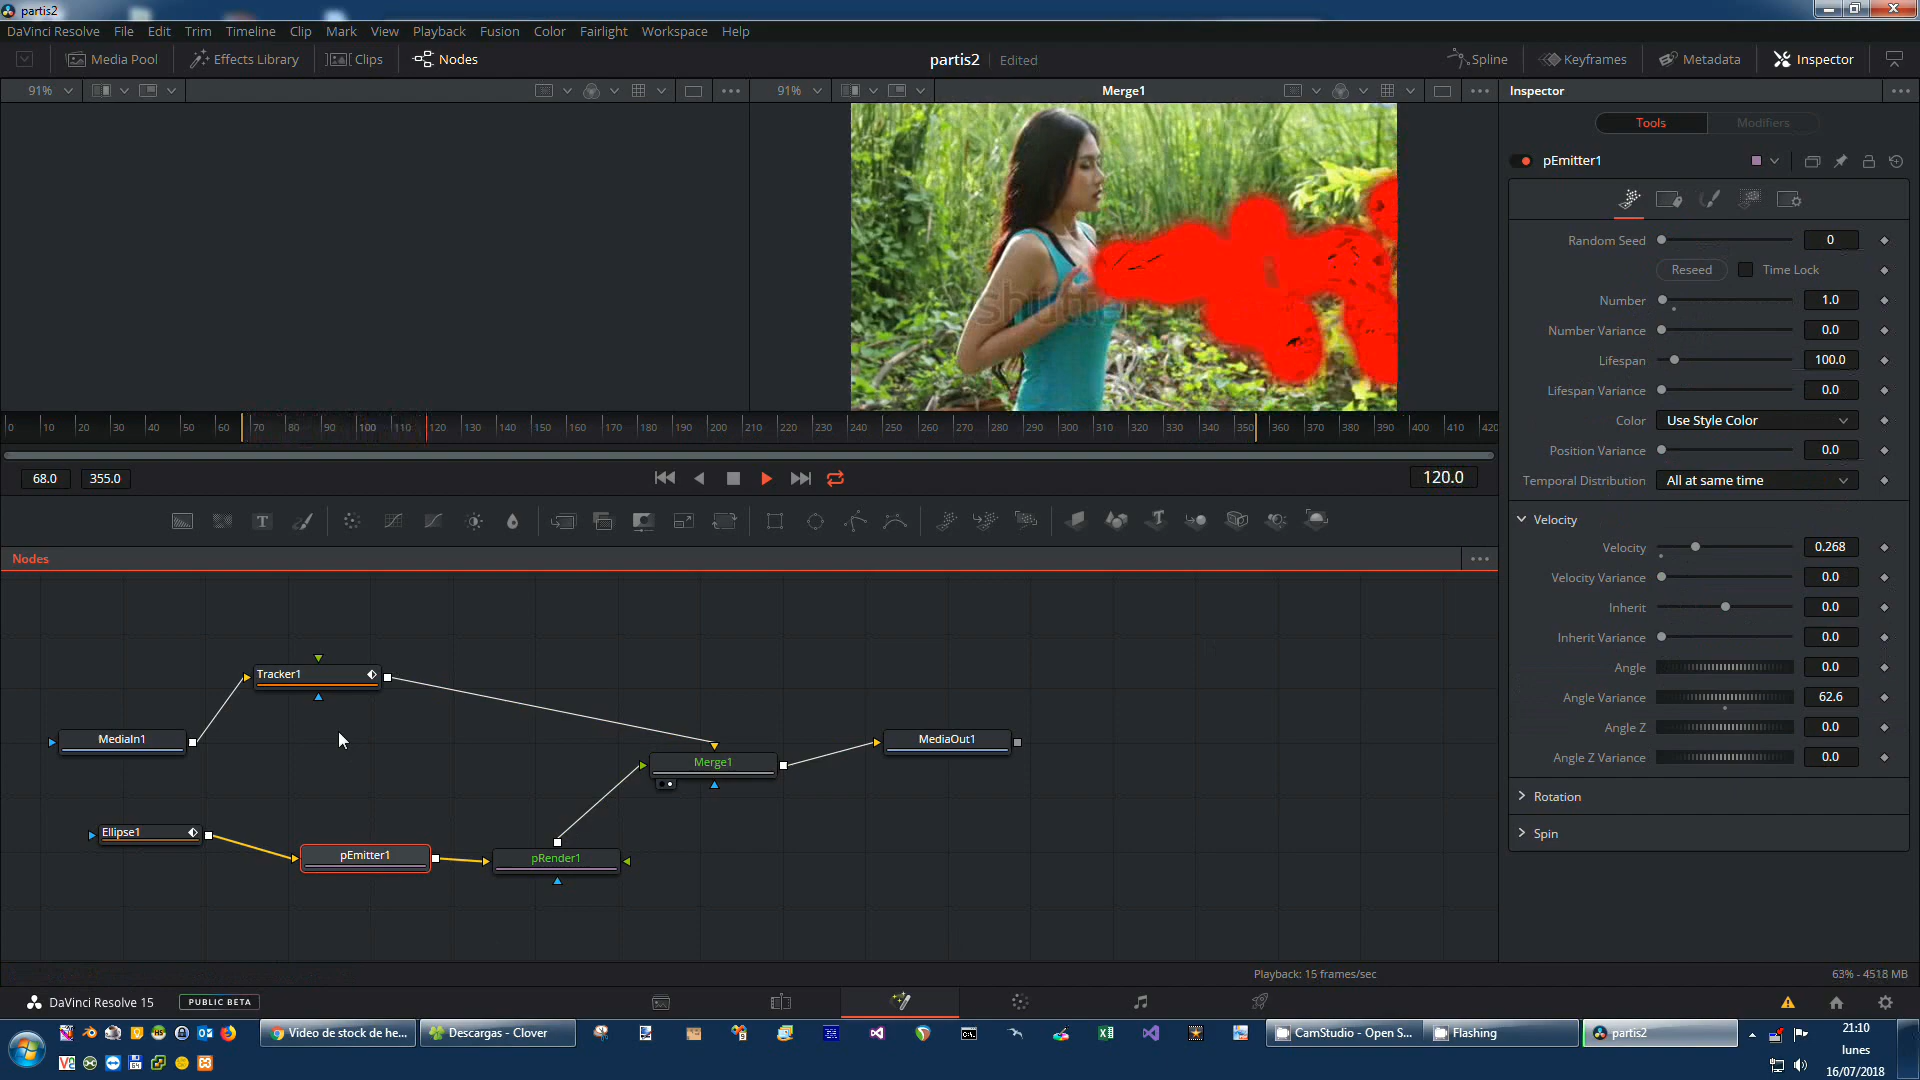 partis2
DaVinci Resolve File Edit Trim Timeline Clip Mark View Playback Fusion Color Fairlight Workspace Help
Media Pool Effects Library Clips Nodes partis2 Edited Spline Keyframes Metadata Inspector
91% 91% Merge1 Inspector
Tools Modifiers
pEmitter1
Random Seed 0
Reseed Time Lock
Number 1.0
Number Variance 0.0
Lifespan 100.0
Lifespan Variance 0.0
Color Use Style Color
Position Variance 0.0
Temporal Distribution All at same time
Velocity
Velocity 0.268
Velocity Variance 0.0
Inherit 0.0
Inherit Variance 0.0
Angle 0.0
Angle Variance 62.6
Angle Z 0.0
Angle Z Variance 0.0
Rotation
Spin
shutte
0 10 20 30 40 50 60 70 80 90 100 110 120 130 140 150 160 170 180 190 200 210 220 230 240 250 260 270 280 290 300 310 320 330 340 350 360 370 380 390 400 410 420
68.0 355.0 120.0
Nodes
Tracker1
MediaIn1
MediaOut1
Merge1
Ellipse1
pEmitter1
pRender1
Playback: 15 frames/sec 63% - 4518 MB
DaVinci Resolve 15 PUBLIC BETA
Video de stock de he... Descargas - Clover CamStudio - Open S... Flashing partis2
21:10
lunes
16/07/2018